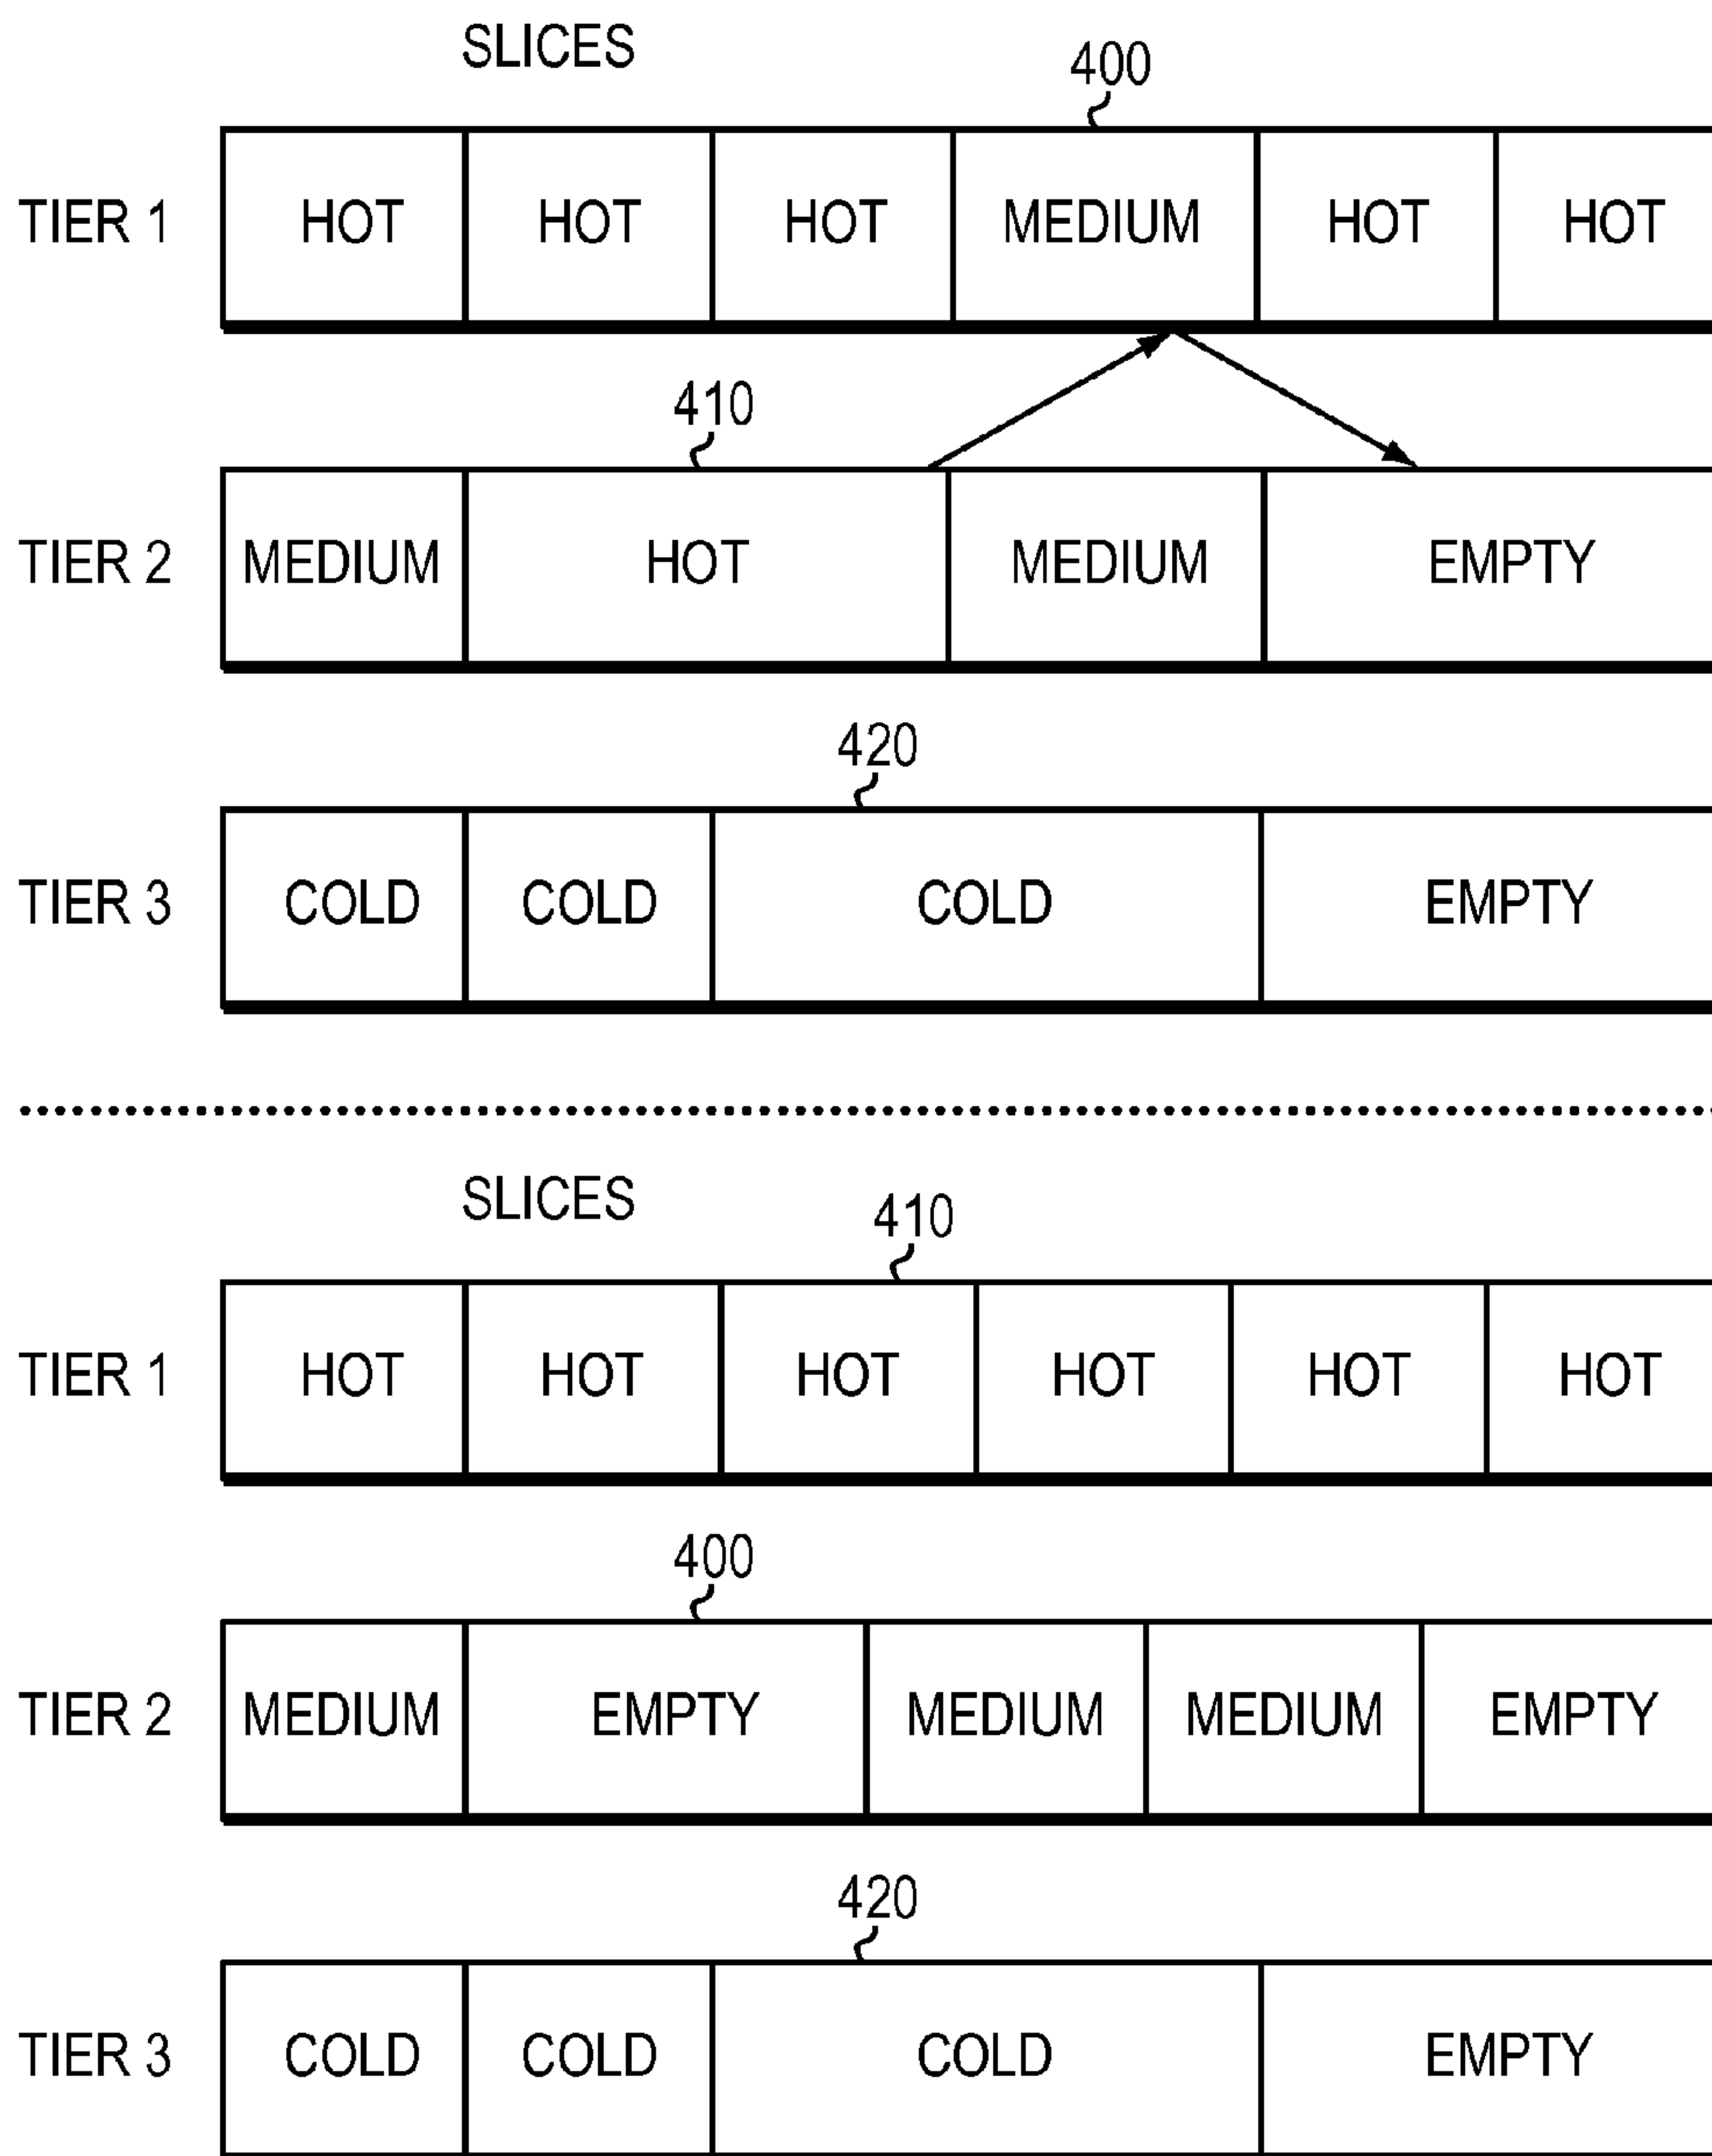 SLICES
400
TIER 1 HOT HOT HOT MEDIUM HOT HOT
410
TIER 2 MEDIUM HOT MEDIUM EMPTY
420
TIER 3 COLD COLD COLD EMPTY
SLICES
410
TIER 1 HOT HOT HOT HOT HOT HOT
400
TIER 2 MEDIUM EMPTY MEDIUM MEDIUM EMPTY
420
TIER 3 COLD COLD COLD EMPTY